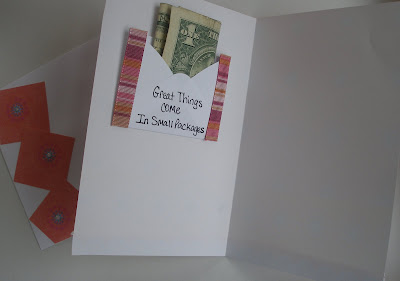 Great Things
come
In Small Packages